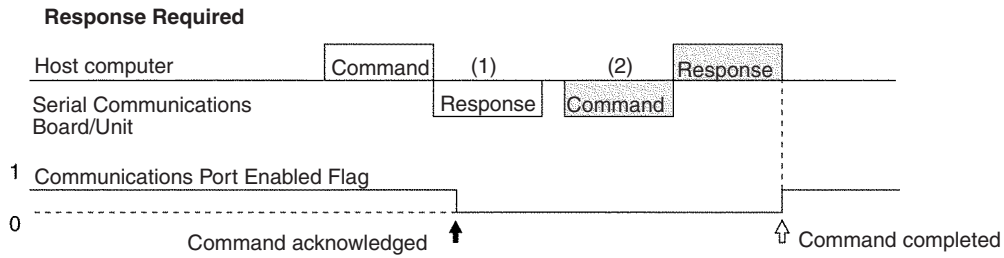 Response Required
Host computer
Command
(1)
(2)
Response
Serial Communications
Board/Unit
Response
Command
1
Communications Port Enabled Flag
0
Command acknowledged
Command completed